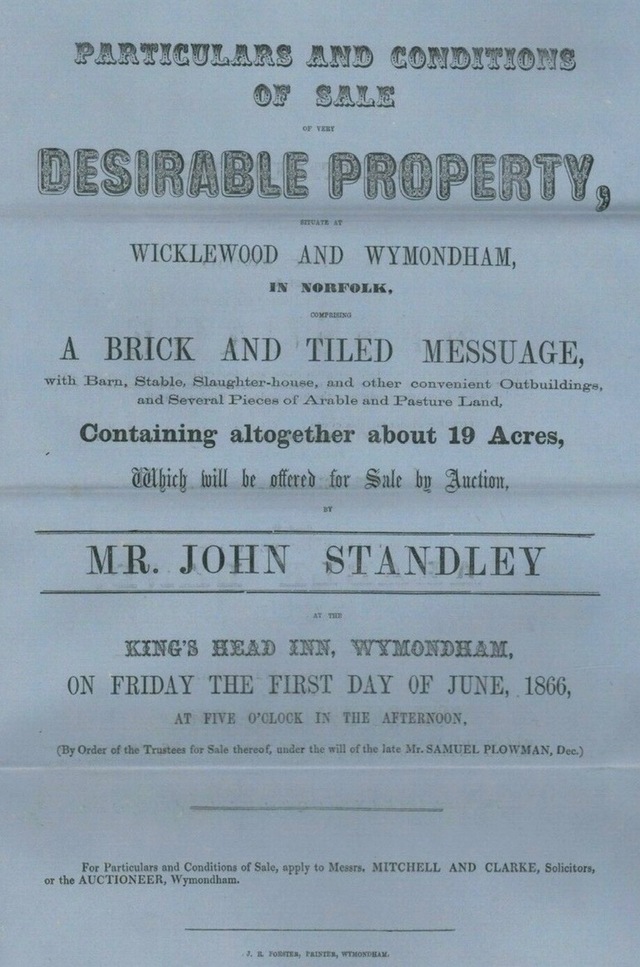 PARTICULARS AND CONDITIONS
OF SALE
OF VERY
DESIRABLE PROPERTY,
SITUATE AT
WICKLEWOOD AND WYMONDHAM,
IN NORFOLK,
COMPRISING
A BRICK AND TILED MESSUAGE,
with Barn, Stable, Slaughter-house, and other convenient Outbuildings,
and Several Pieces of Arable and Pasture Land,
Containing altogether about 19 Acres,
Which will be offered for Sale by Auction,
BY
MR. JOHN STANDLEY
AT THE
KING'S HEAD INN, WYMONDHAM,
ON FRIDAY THE FIRST DAY OF JUNE, 1866,
AT FIVE O'CLOCK IN THE AFTERNOON,
(By Order of the Trustees for Sale thereof, under the will of the late Mr. SAMUEL PLOWMAN, Dec.)
For Particulars and Conditions of Sale, apply to Messrs. MITCHELL AND CLARKE, Solicitors,
or the AUCTIONEER, Wymondham.
J. R. FORSTER, PRINTER, WYMONDHAM.